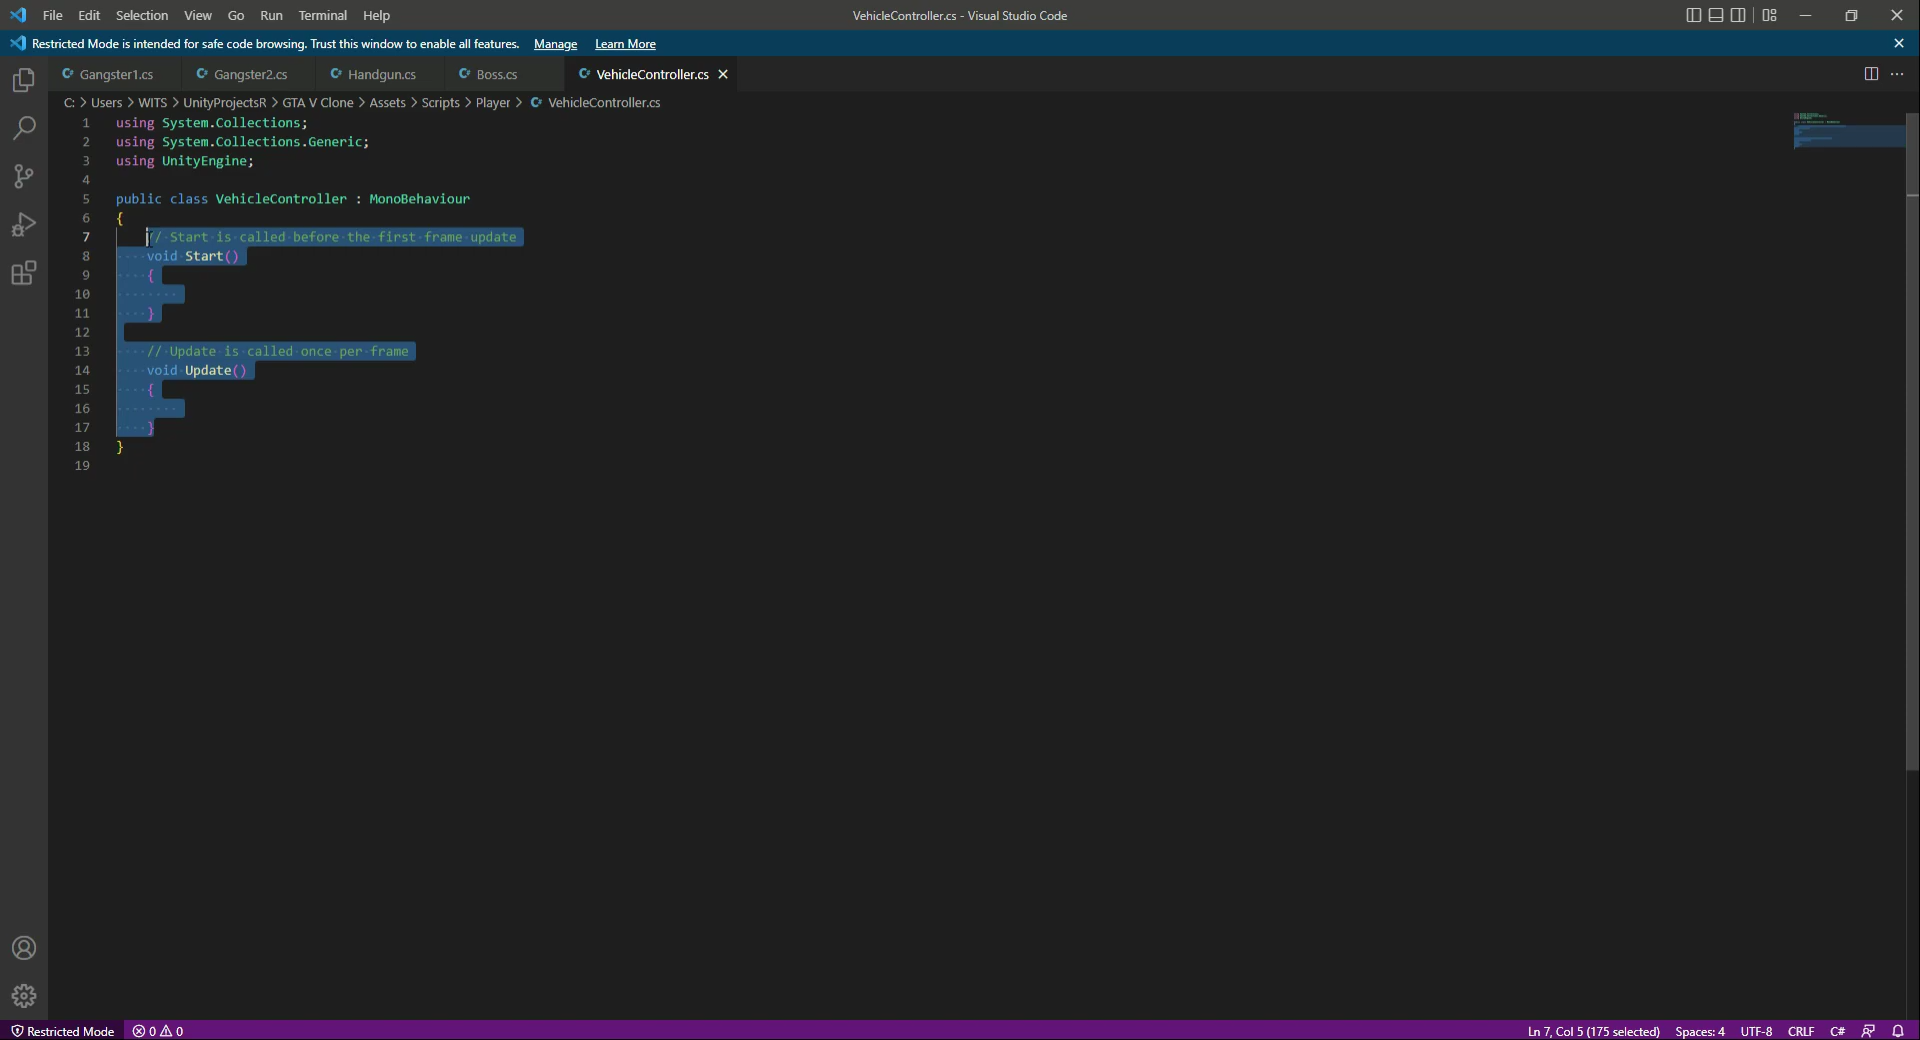 File Edit Selection View Go Run Terminal Help VehicleController.cs - Visual Studio Code
Restricted Mode is intended for safe code browsing. Trust this window to enable all features. Manage Learn More
Gangster1.cs Gangster2.cs Handgun.cs Boss.cs VehicleController.cs
C: > Users > WITS > UnityProjectsR > GTA V Clone > Assets > Scripts > Player > VehicleController.cs
1 using System.Collections;
2 using System.Collections.Generic;
3 using UnityEngine;
4
5 public class VehicleController : MonoBehaviour
6 {
7 // Start is called before the first frame update
8 void Start()
9 {
10
11 }
12
13 // Update is called once per frame
14 void Update()
15 {
16
17 }
18 }
19
Restricted Mode 0 0 Ln 7, Col 5 (175 selected) Spaces: 4 UTF-8 CRLF C#